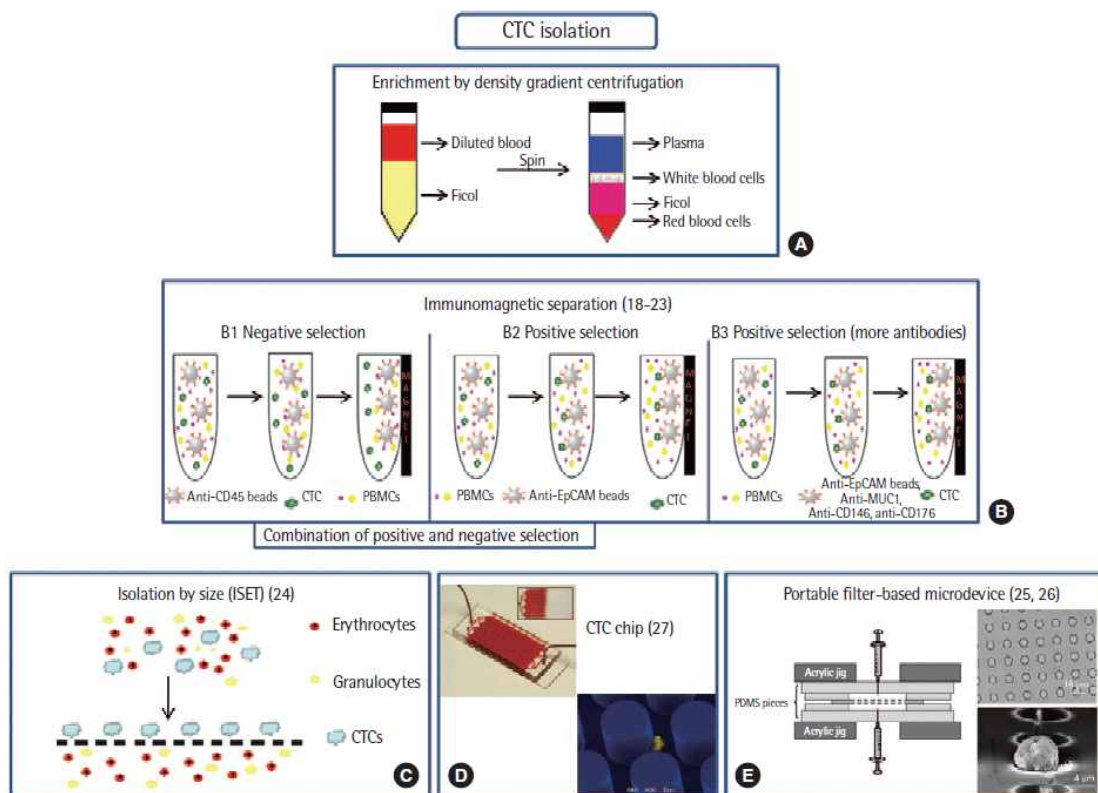 CTC isolation
Enrichment by density gradient centrifugation
Diluted blood
Spin
Ficol
Plasma
White blood cells
Ficol
Red blood cells
A
Immunomagnetic separation (18-23)
B1 Negative selection
B2 Positive selection
B3 Positive selection (more antibodies)
MAGNET
MAGNET
MAGNET
Anti-CD45 beads
CTC
PBMCs
PBMCs
Anti-EpCAM beads
CTC
PBMCs
Anti-EpCAM beads,
Anti-MUC1,
Anti-CD146, anti-CD176
CTC
B
Combination of positive and negative selection
Isolation by size (ISET) (24)
Erythrocytes
Granulocytes
CTCs
C
CTC chip (27)
D
Portable filter-based microdevice (25, 26)
Acrylic jig
PDMS pieces
Acrylic jig
4 μm
E